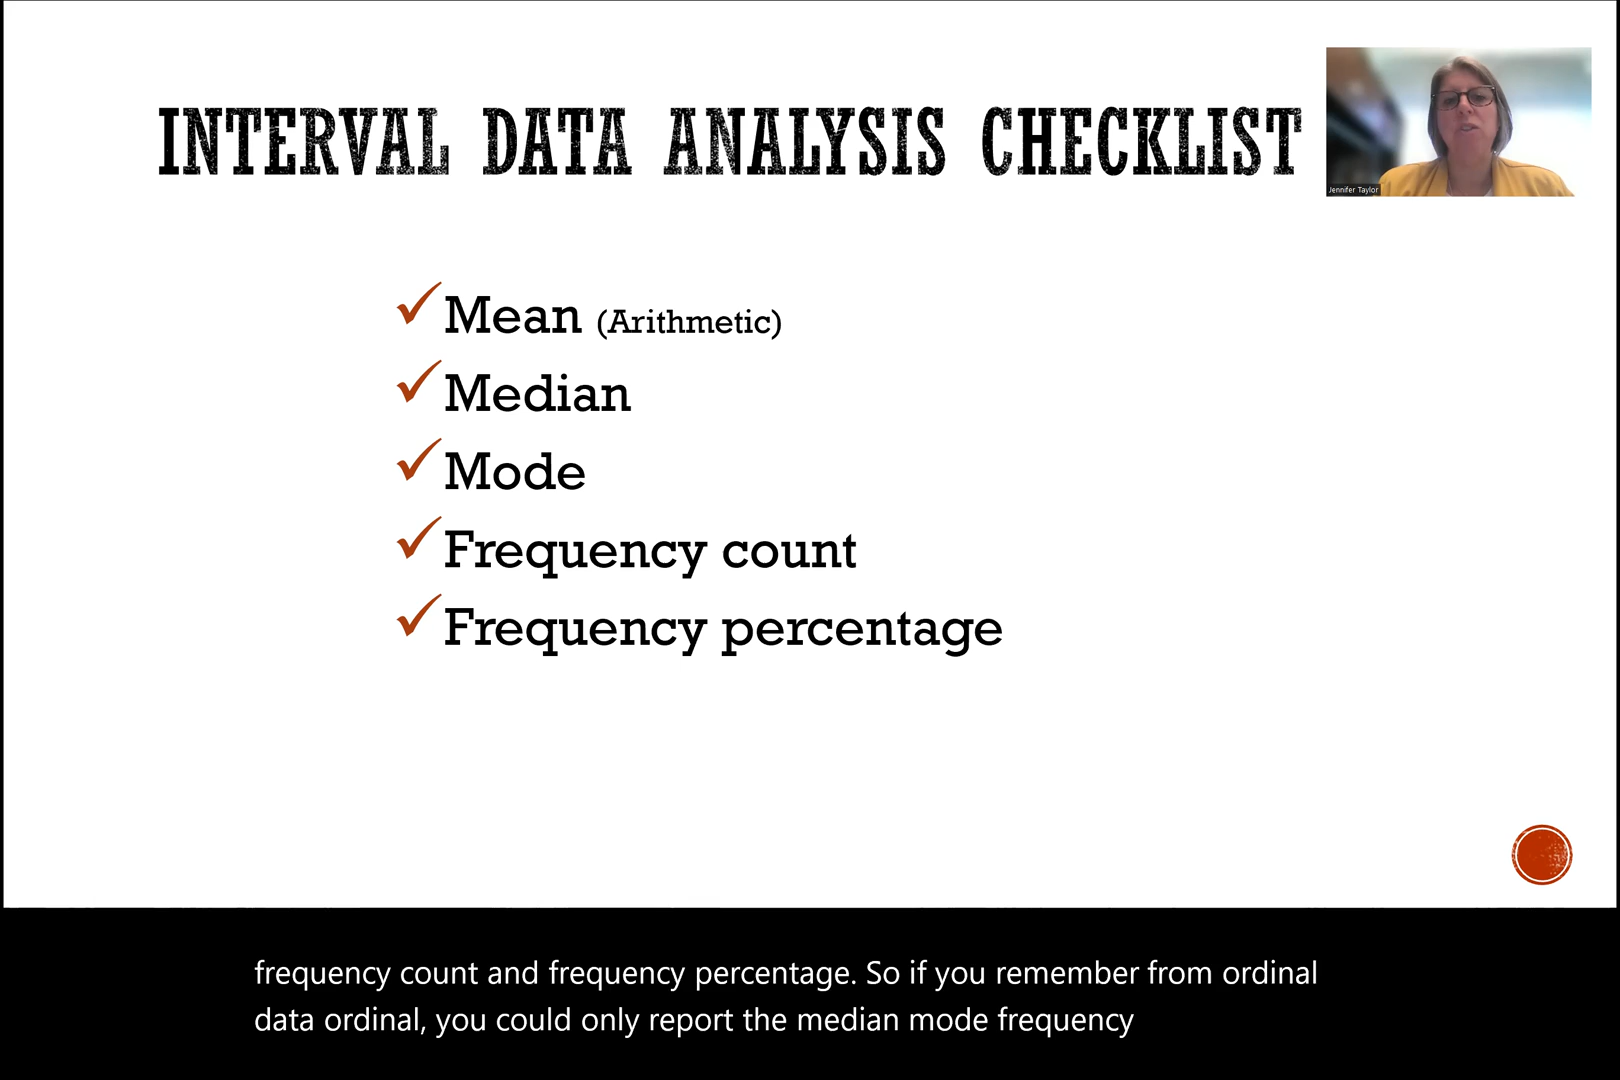 INTERVAL DATA ANALYSIS CHECKLIST
Jennifer Taylor
Mean (Arithmetic)
Median
Mode
Frequency count
Frequency percentage
frequency count and frequency percentage. So if you remember from ordinal
data ordinal, you could only report the median mode frequency